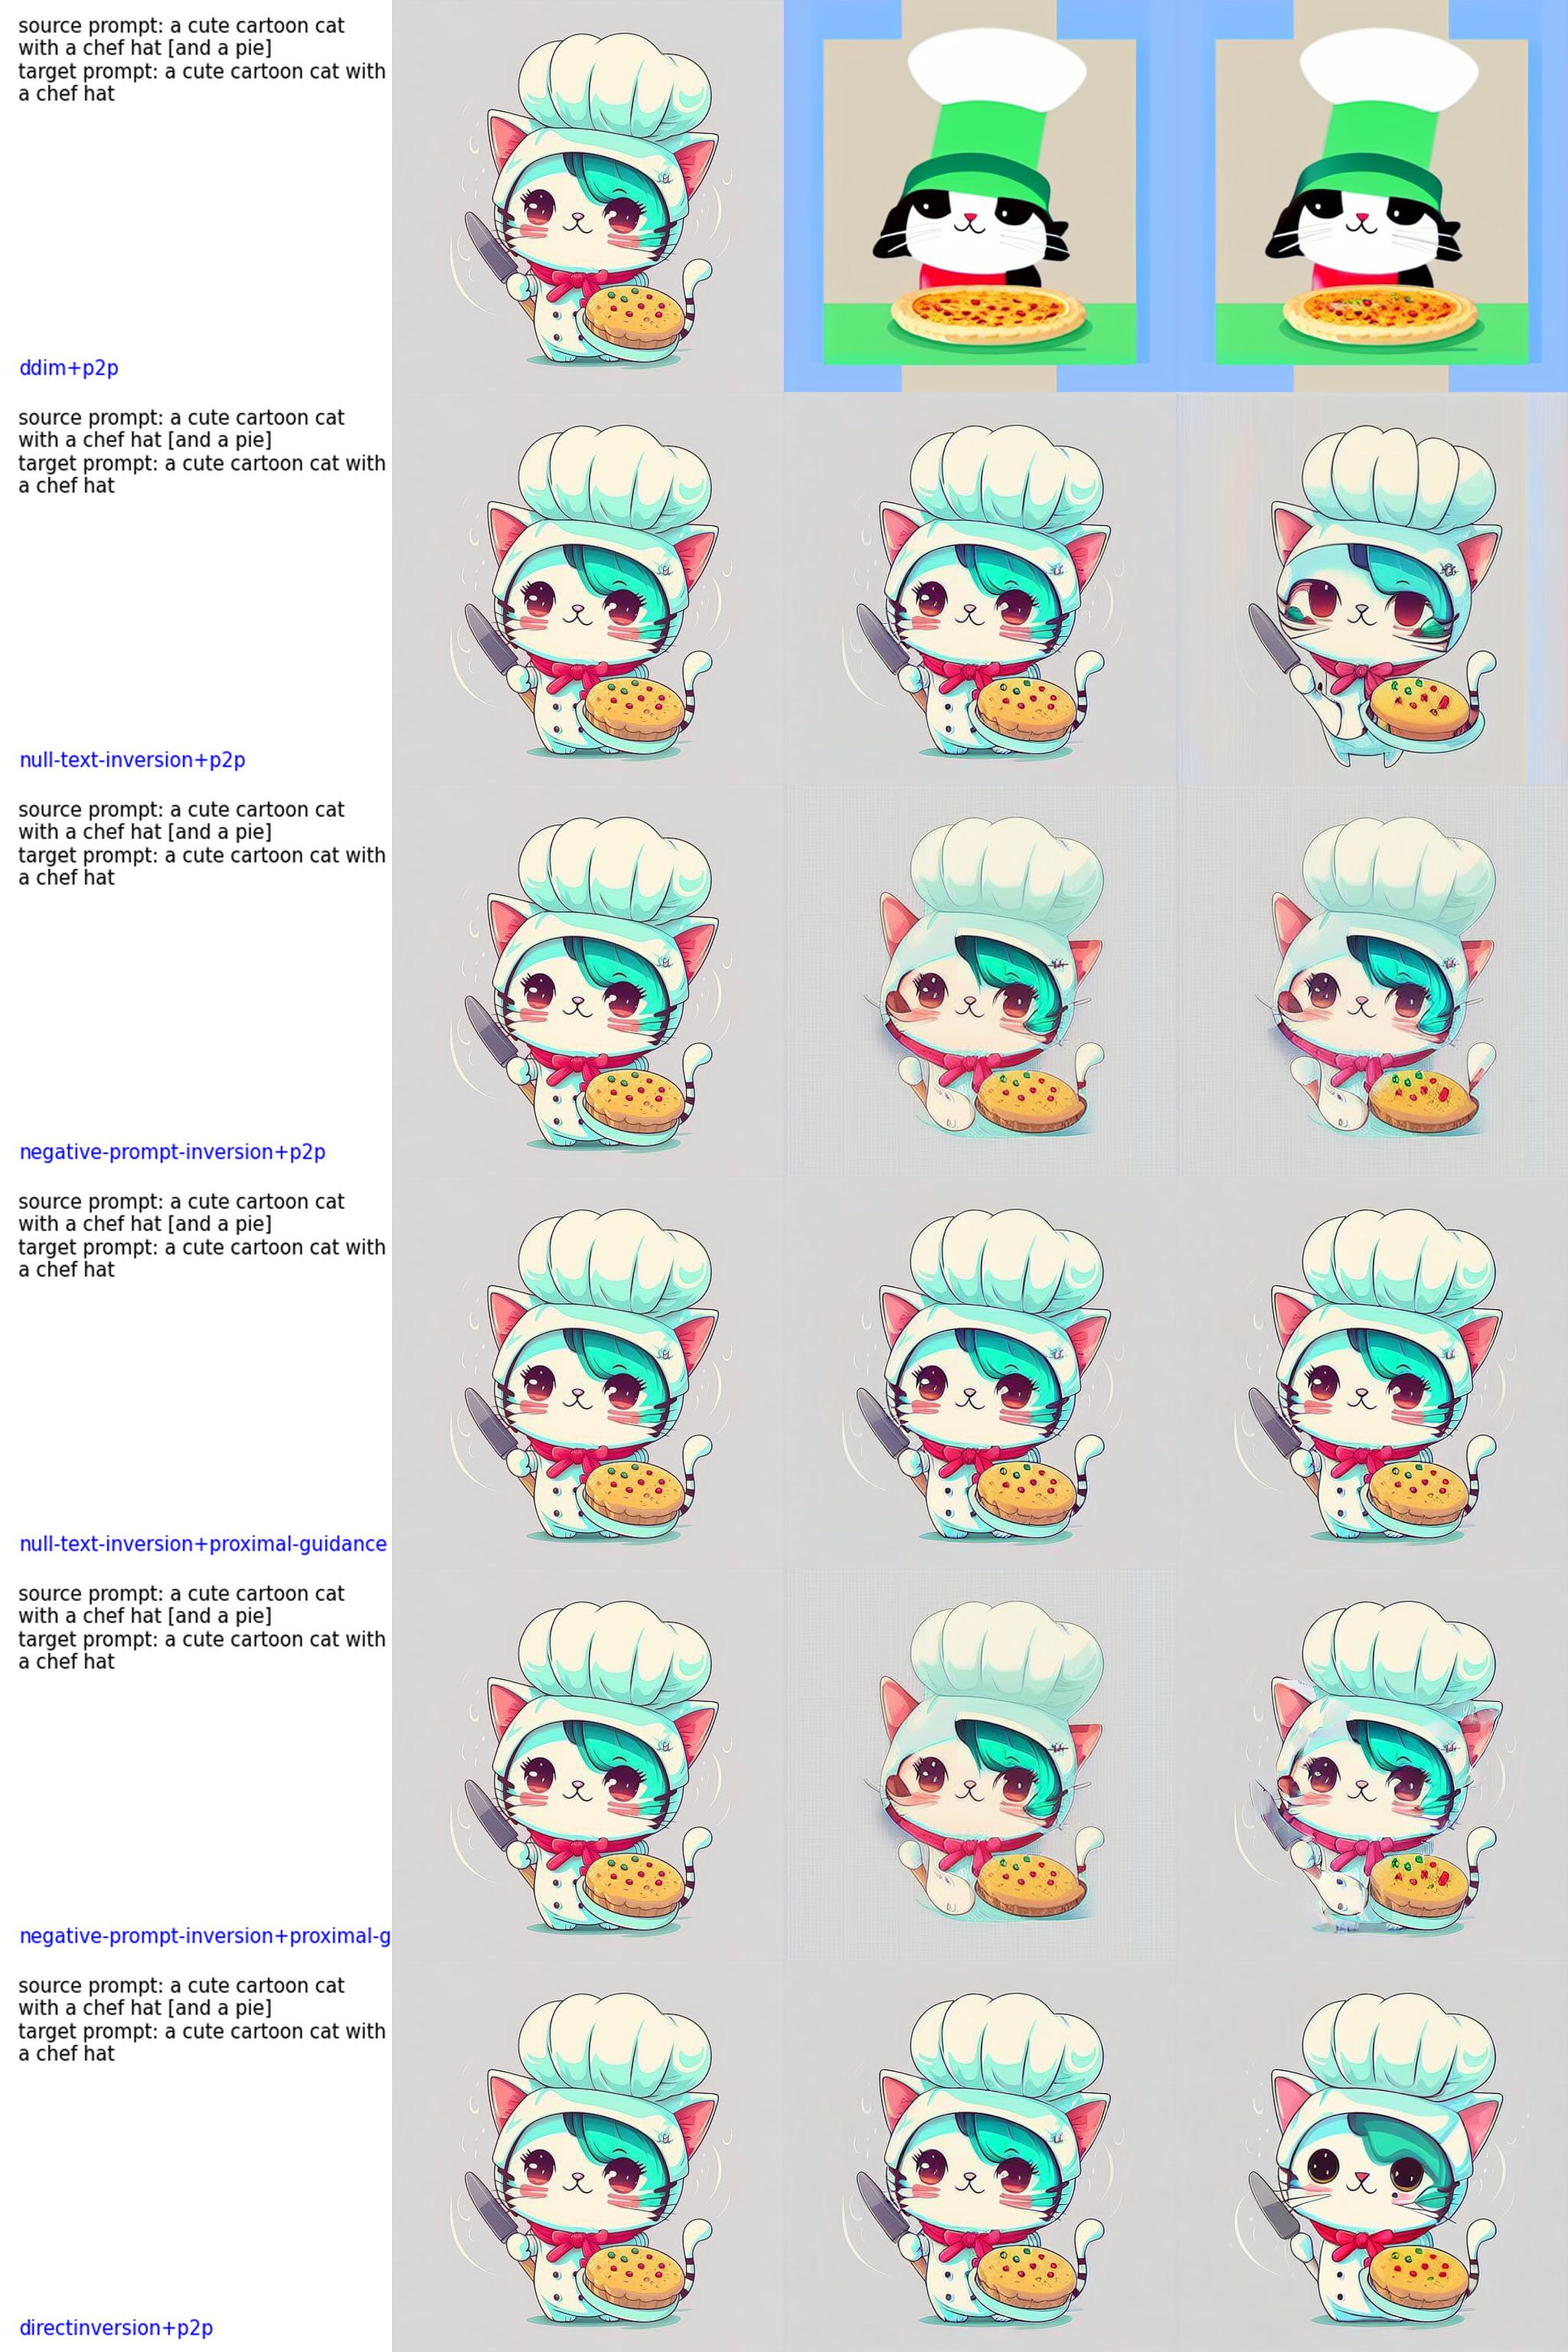 source prompt: a cute cartoon cat
with a chef hat [and a pie]
target prompt: a cute cartoon cat with
a chef hat
ddim+p2p
source prompt: a cute cartoon cat
with a chef hat [and a pie]
target prompt: a cute cartoon cat with
a chef hat
null-text-inversion+p2p
source prompt: a cute cartoon cat
with a chef hat [and a pie]
target prompt: a cute cartoon cat with
a chef hat
negative-prompt-inversion+p2p
source prompt: a cute cartoon cat
with a chef hat [and a pie]
target prompt: a cute cartoon cat with
a chef hat
null-text-inversion+proximal-guidance
source prompt: a cute cartoon cat
with a chef hat [and a pie]
target prompt: a cute cartoon cat with
a chef hat
negative-prompt-inversion+proximal-g
source prompt: a cute cartoon cat
with a chef hat [and a pie]
target prompt: a cute cartoon cat with
a chef hat
directinversion+p2p